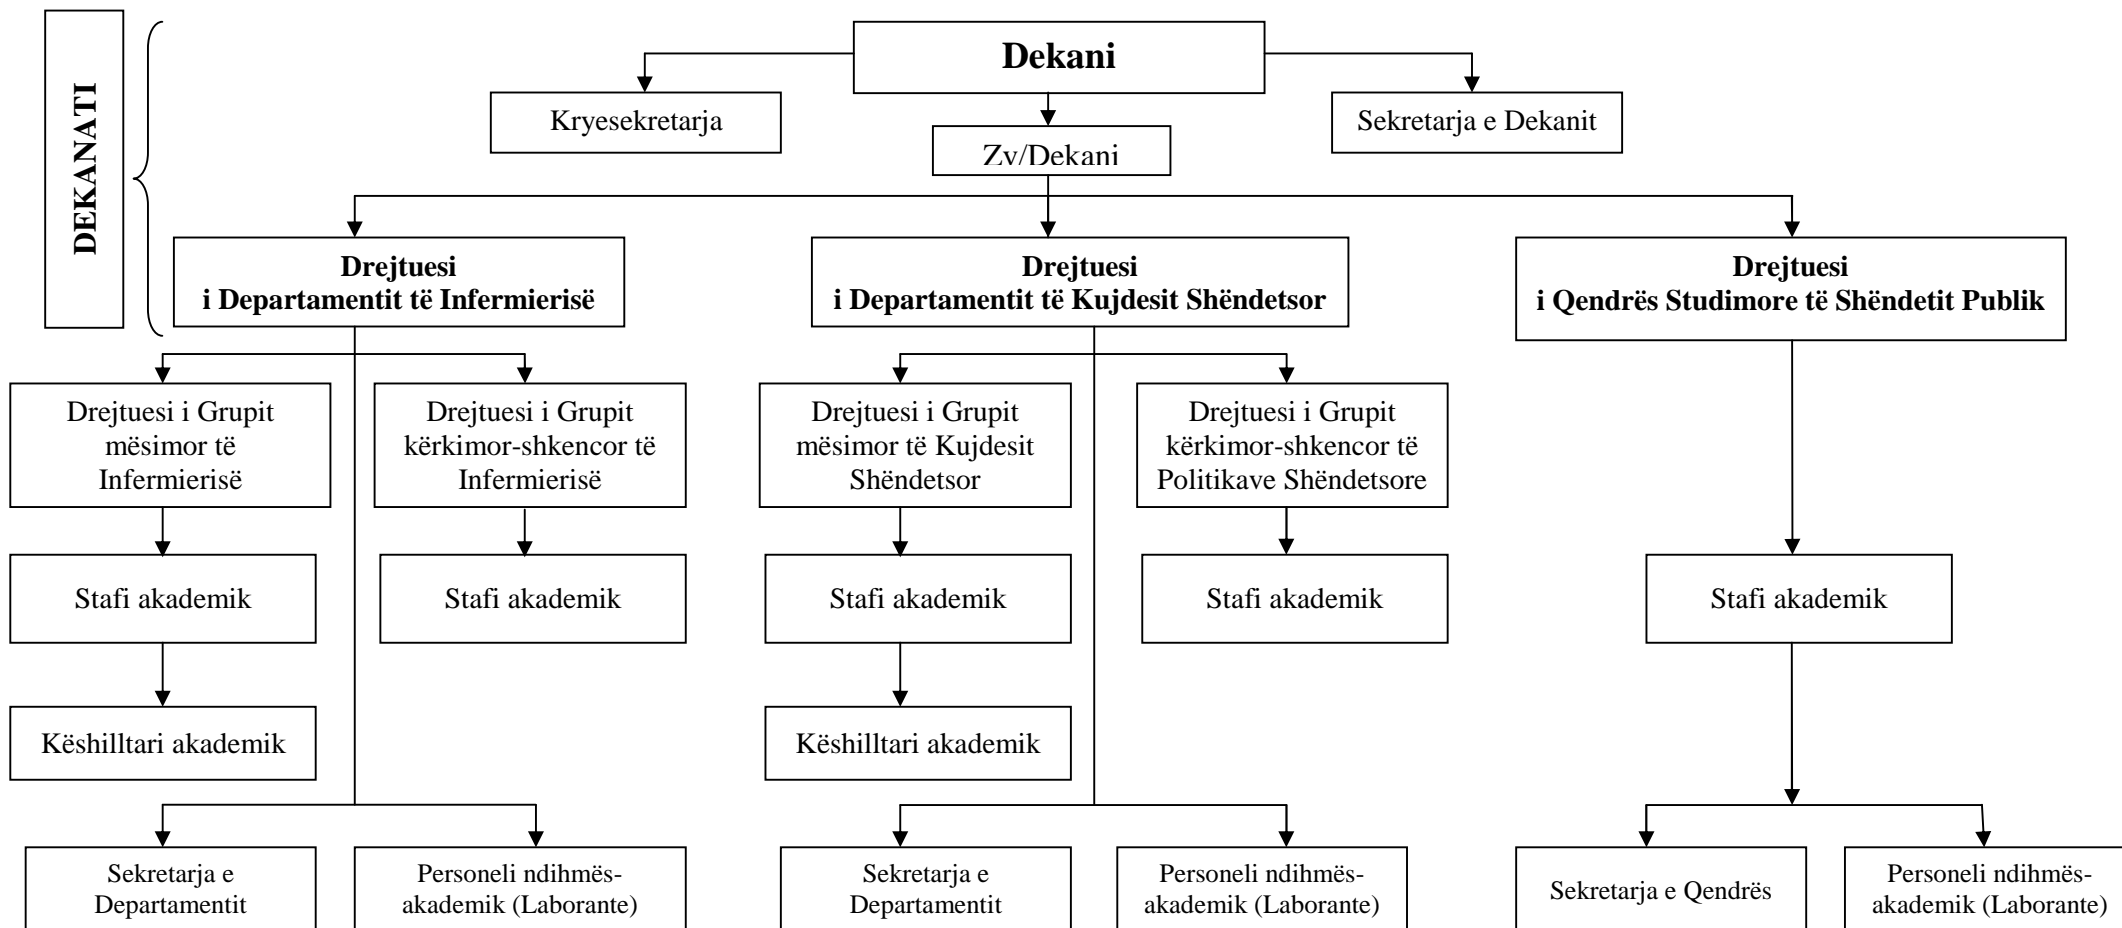 DEKANATI
Dekani
Kryesekretarja
Sekretarja e Dekanit
Zv/Dekani
Drejtuesi
i Departamentit të Infermierisë
Drejtuesi
i Departamentit të Kujdesit Shëndetsor
Drejtuesi
i Qendrës Studimore të Shëndetit Publik
Drejtuesi i Grupit
mësimor të
Infermierisë
Drejtuesi i Grupit
kërkimor-shkencor të
Infermierisë
Drejtuesi i Grupit
mësimor të Kujdesit
Shëndetsor
Drejtuesi i Grupit
kërkimor-shkencor të
Politikave Shëndetsore
Stafi akademik
Stafi akademik
Stafi akademik
Stafi akademik
Stafi akademik
Këshilltari akademik
Këshilltari akademik
Sekretarja e
Departamentit
Personeli ndihmës-
akademik (Laborante)
Sekretarja e
Departamentit
Personeli ndihmës-
akademik (Laborante)
Sekretarja e Qendrës
Personeli ndihmës-
akademik (Laborante)